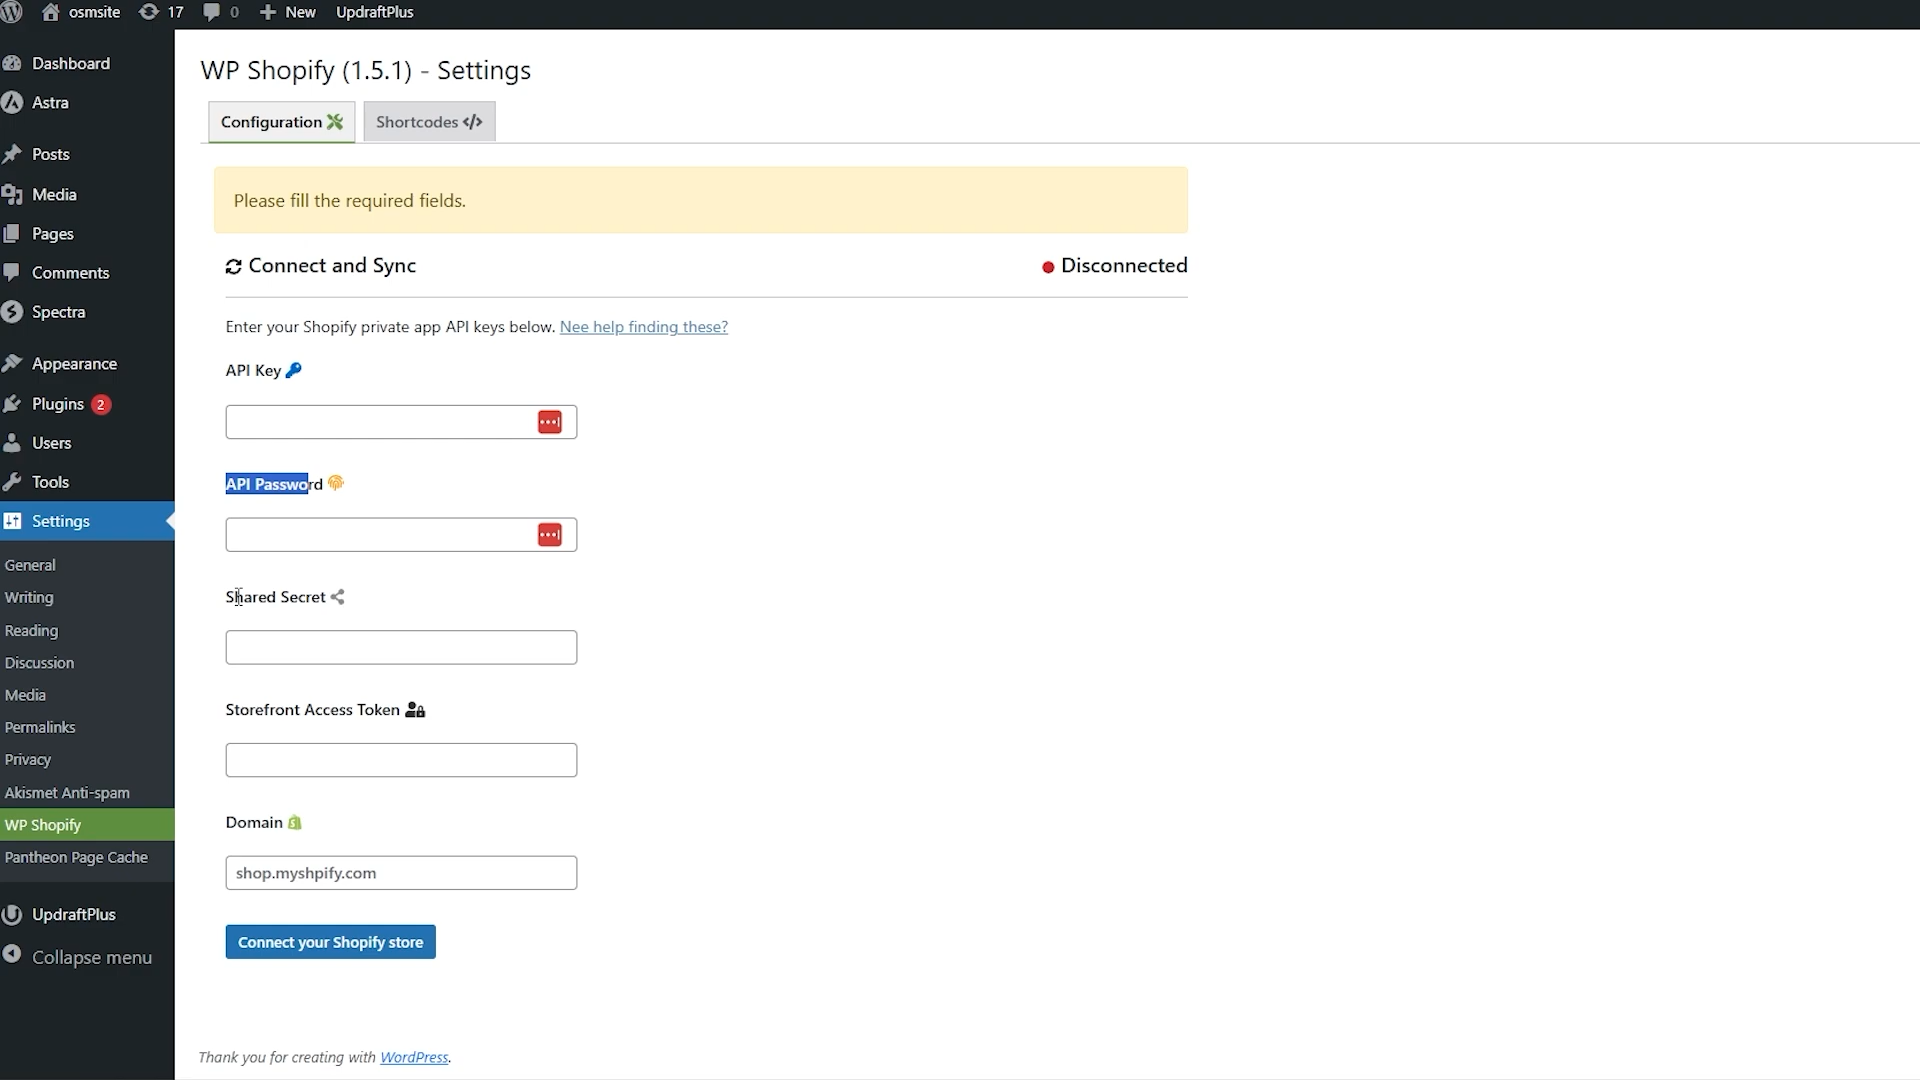 osmsite 17 0 New UpdraftPlus
Dashboard
Astra
Posts
Media
Pages
Comments
Spectra
Appearance
Plugins 2
Users
Tools
Settings
General
Writing
Reading
Discussion
Media
Permalinks
Privacy
Akismet Anti-spam
WP Shopify
Pantheon Page Cache
UpdraftPlus
Collapse menu
WP Shopify (1.5.1) - Settings
Configuration Shortcodes </>
Please fill the required fields.
Connect and Sync Disconnected
Enter your Shopify private app API keys below. Nee help finding these?
API Key
API Password
Shared Secret
Storefront Access Token
Domain
shop.myshpify.com
Connect your Shopify store
Thank you for creating with WordPress.